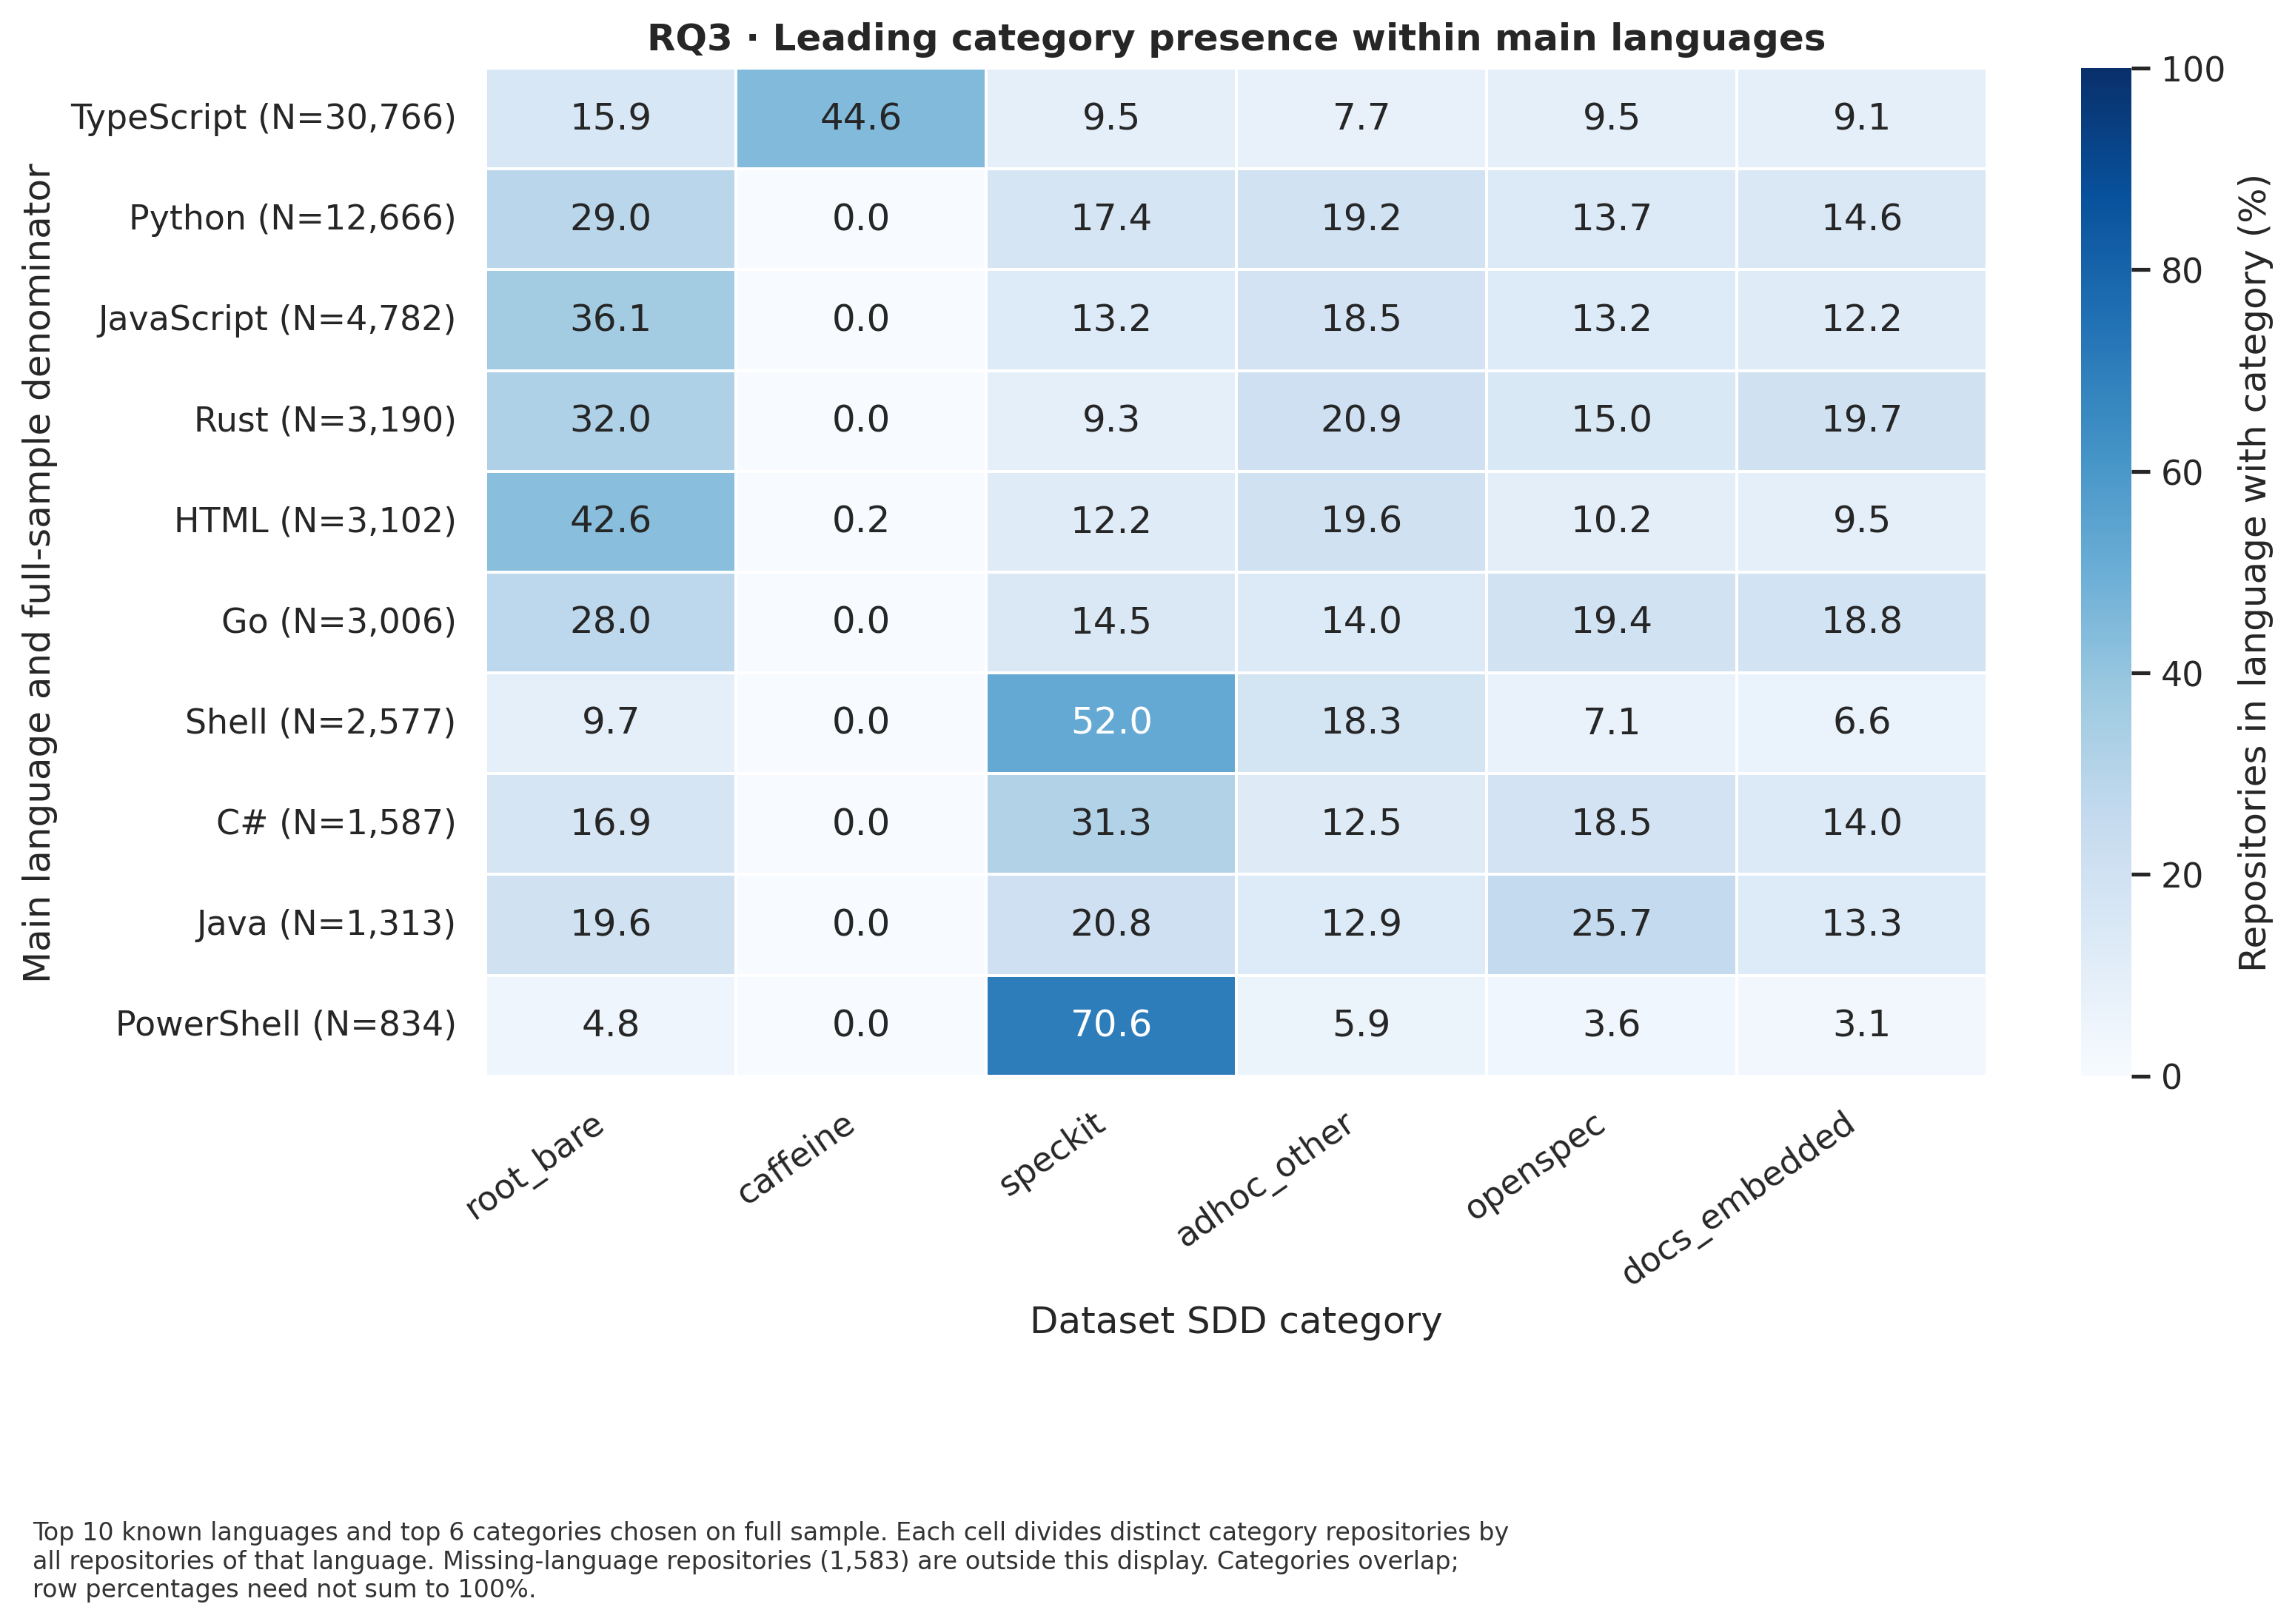 RQ3 · Leading category presence within main languages
Main language and full-sample denominator
TypeScript (N=30,766) 15.9 44.6 9.5 7.7 9.5 9.1
Python (N=12,666) 29.0 0.0 17.4 19.2 13.7 14.6
JavaScript (N=4,782) 36.1 0.0 13.2 18.5 13.2 12.2
Rust (N=3,190) 32.0 0.0 9.3 20.9 15.0 19.7
HTML (N=3,102) 42.6 0.2 12.2 19.6 10.2 9.5
Go (N=3,006) 28.0 0.0 14.5 14.0 19.4 18.8
Shell (N=2,577) 9.7 0.0 52.0 18.3 7.1 6.6
C# (N=1,587) 16.9 0.0 31.3 12.5 18.5 14.0
Java (N=1,313) 19.6 0.0 20.8 12.9 25.7 13.3
PowerShell (N=834) 4.8 0.0 70.6 5.9 3.6 3.1
root_bare caffeine speckit adhoc_other openspec docs_embedded
Dataset SDD category
100
80
60
40
20
0
Repositories in language with category (%)
Top 10 known languages and top 6 categories chosen on full sample. Each cell divides distinct category repositories by
all repositories of that language. Missing-language repositories (1,583) are outside this display. Categories overlap;
row percentages need not sum to 100%.